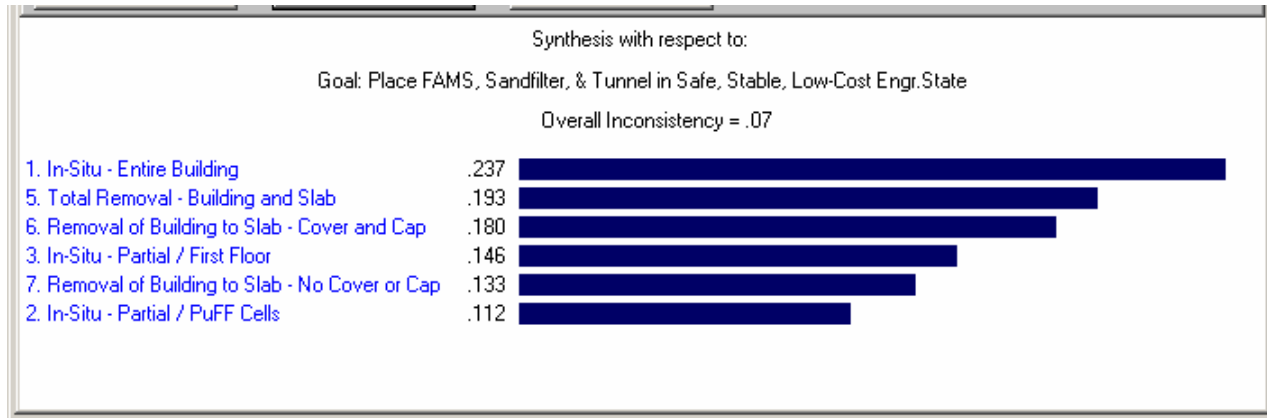 Synthesis with respect to:
Goal: Place FAMS, Sandfilter, & Tunnel in Safe, Stable, Low-Cost Engr.State
Overall Inconsistency = .07
1. In-Situ - Entire Building .237
5. Total Removal - Building and Slab .193
6. Removal of Building to Slab - Cover and Cap .180
3. In-Situ - Partial / First Floor .146
7. Removal of Building to Slab - No Cover or Cap .133
2. In-Situ - Partial / PuFF Cells .112